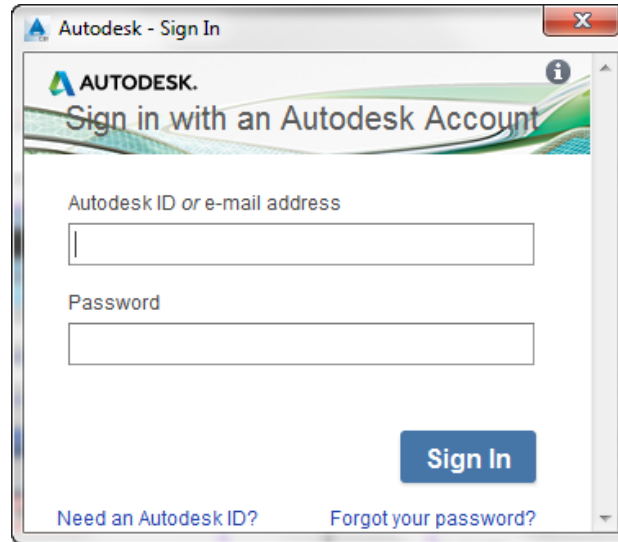 Autodesk - Sign In
AUTODESK.
Sign in with an Autodesk Account
Autodesk ID or e-mail address
Password
Sign In
Need an Autodesk ID? Forgot your password?